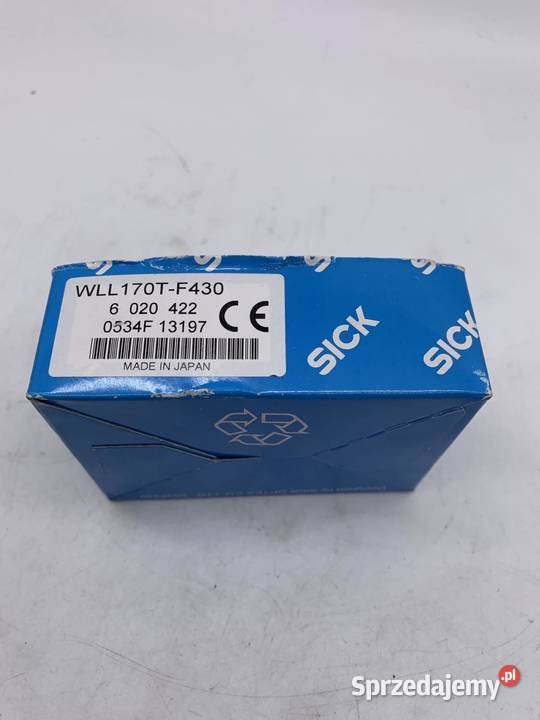 WLL170T-F430
6 020 422
0534F 13197
CE
MADE IN JAPAN
SICK
SICK
Sprzedajemy.pl